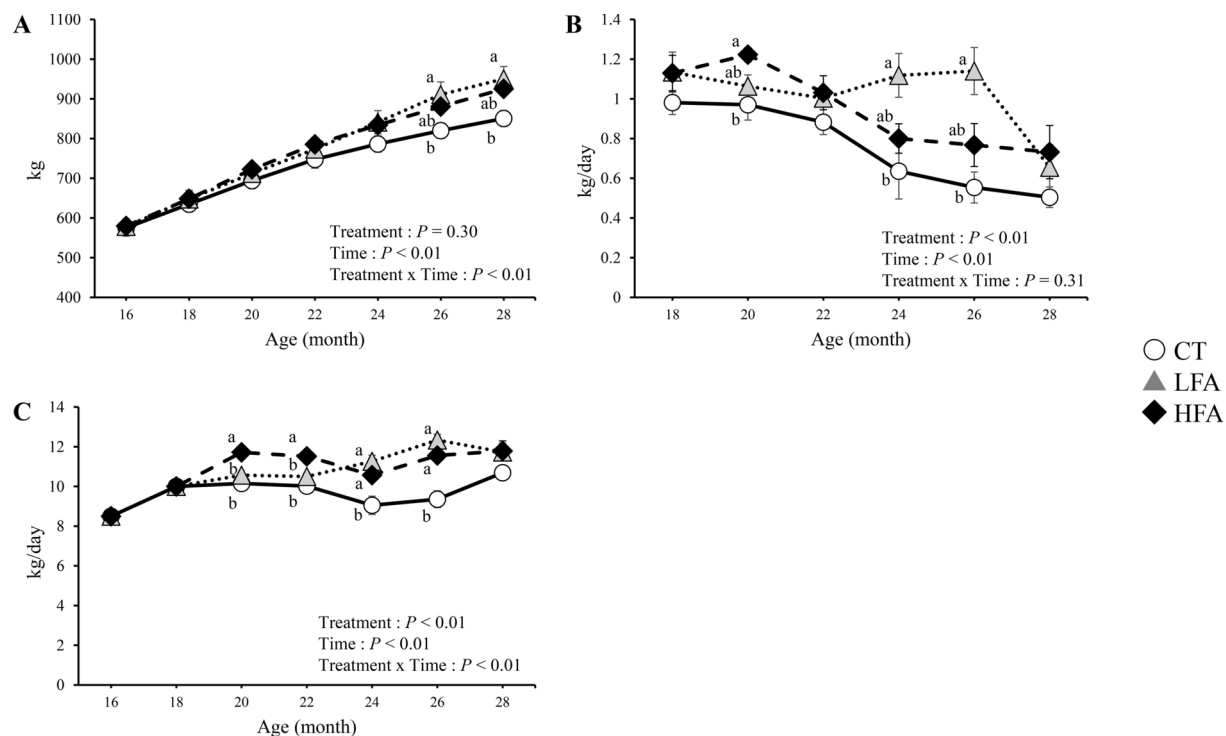 A
1100
1000
900
800
700
600
500
400
kg
a
a
ab
ab
b
b
Treatment : P = 0.30
Time : P < 0.01
Treatment x Time : P < 0.01
16 18 20 22 24 26 28
Age (month)
B
1.4
1.2
1
0.8
0.6
0.4
0.2
0
kg/day
a
ab
b
a
ab
b
a
ab
b
Treatment : P < 0.01
Time : P < 0.01
Treatment x Time : P = 0.31
18 20 22 24 26 28
Age (month)
CT
LFA
HFA
C
14
12
10
8
6
4
2
0
kg/day
a
b
b
a
b
b
a
a
b
a
a
b
Treatment : P < 0.01
Time : P < 0.01
Treatment x Time : P < 0.01
16 18 20 22 24 26 28
Age (month)